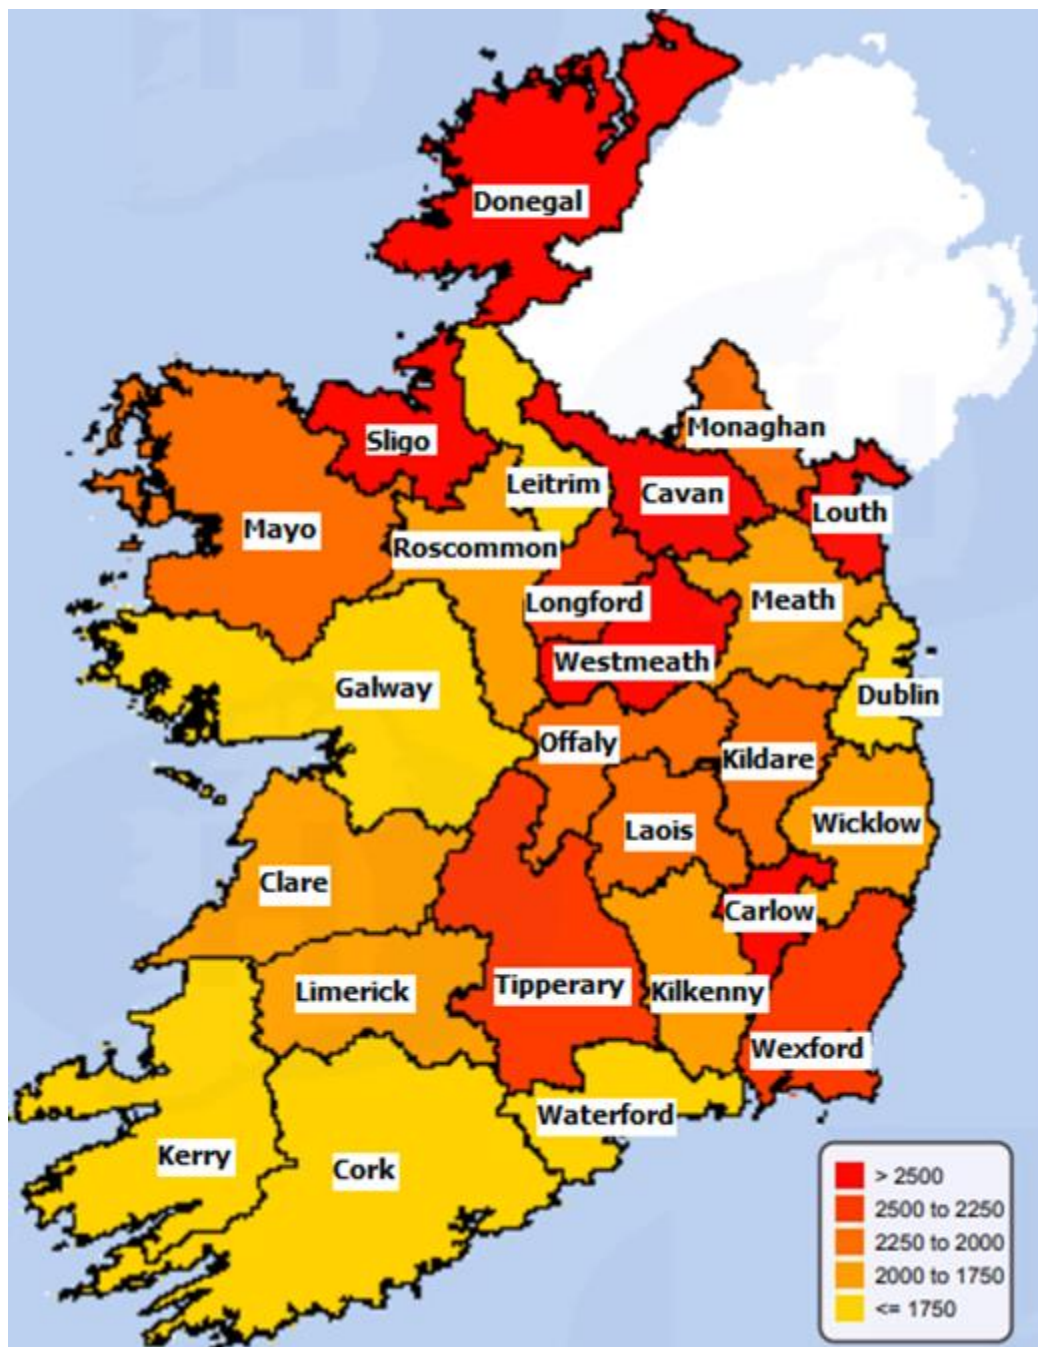 Donegal
Monaghan
Sligo
Leitrim
Cavan
Louth
Mayo
Roscommon
Longford
Meath
Westmeath
Galway
Dublin
Offaly
Kildare
Laois
Wicklow
Clare
Carlow
Limerick
Tipperary
Kilkenny
Wexford
Waterford
Kerry
Cork
> 2500
2500 to 2250
2250 to 2000
2000 to 1750
<= 1750